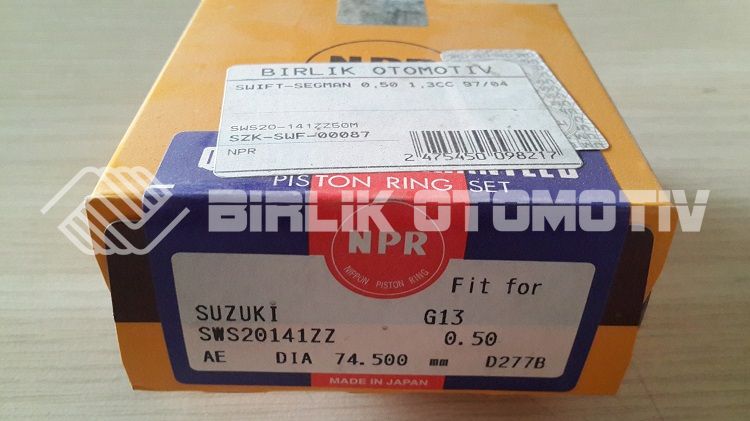 NPR
BIRLIK OTOMOTIV
SWIFT-SEGMAN 0,50 1,3CC 97/04
SWS20-141ZZ50M
SZK-SWF-00087
NPR
2 475450 098217
PISTON RING SET
BIRLIK OTOMOTIV
NPR
NIPPON PISTON RING
Fit for
SUZUKI G13
SWS20141ZZ 0.50
AE DIA 74.500 mm D277B
MADE IN JAPAN